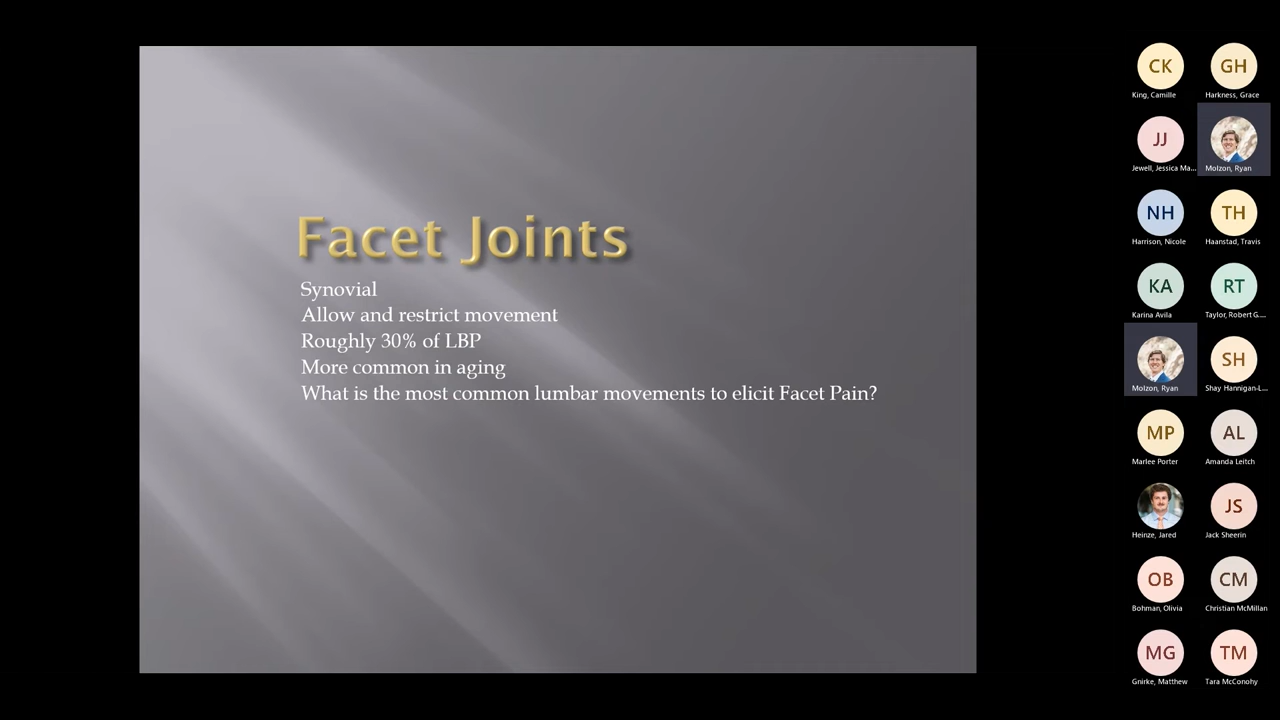 Facet Joints
Synovial
Allow and restrict movement
Roughly 30% of LBP
More common in aging
What is the most common lumbar movements to elicit Facet Pain?
CK
King, Camille
GH
Harkness, Grace
JJ
Jewell, Jessica Ma...
Molzon, Ryan
NH
Harrison, Nicole
TH
Haanstad, Travis
KA
Karina Avila
RT
Taylor, Robert G....
Molzon, Ryan
SH
Shay Hannigan-L...
MP
Marlee Porter
AL
Amanda Leitch
Heinze, Jared
JS
Jack Sheerin
OB
Bohman, Olivia
CM
Christian McMillan
MG
Gnirke, Matthew
TM
Tara McConohy